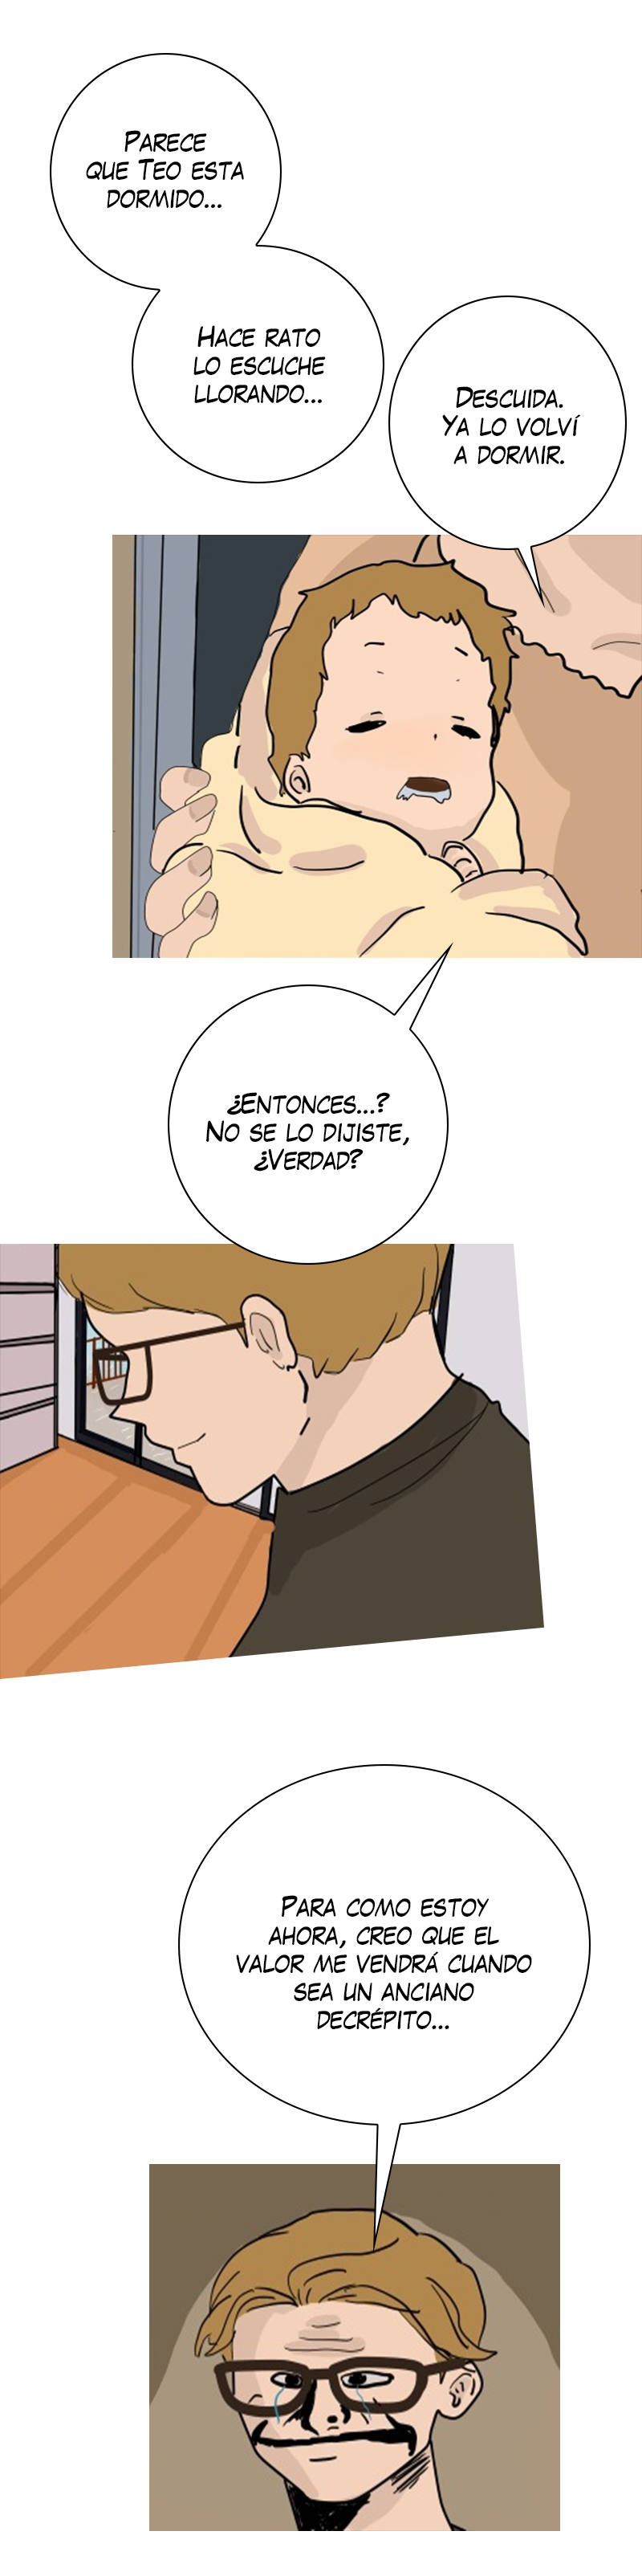 PARECE
QUE TEO ESTA
DORMIDO...
HACE RATO
LO ESCUCHE
LLORANDO...
DESCUIDA.
YA LO VOLVÍ
A DORMIR.
¿ENTONCES...?
NO SE LO DIJISTE,
¿VERDAD?
PARA COMO ESTOY
AHORA, CREO QUE EL
VALOR ME VENDRÁ CUANDO
SEA UN ANCIANO
DECRÉPITO...